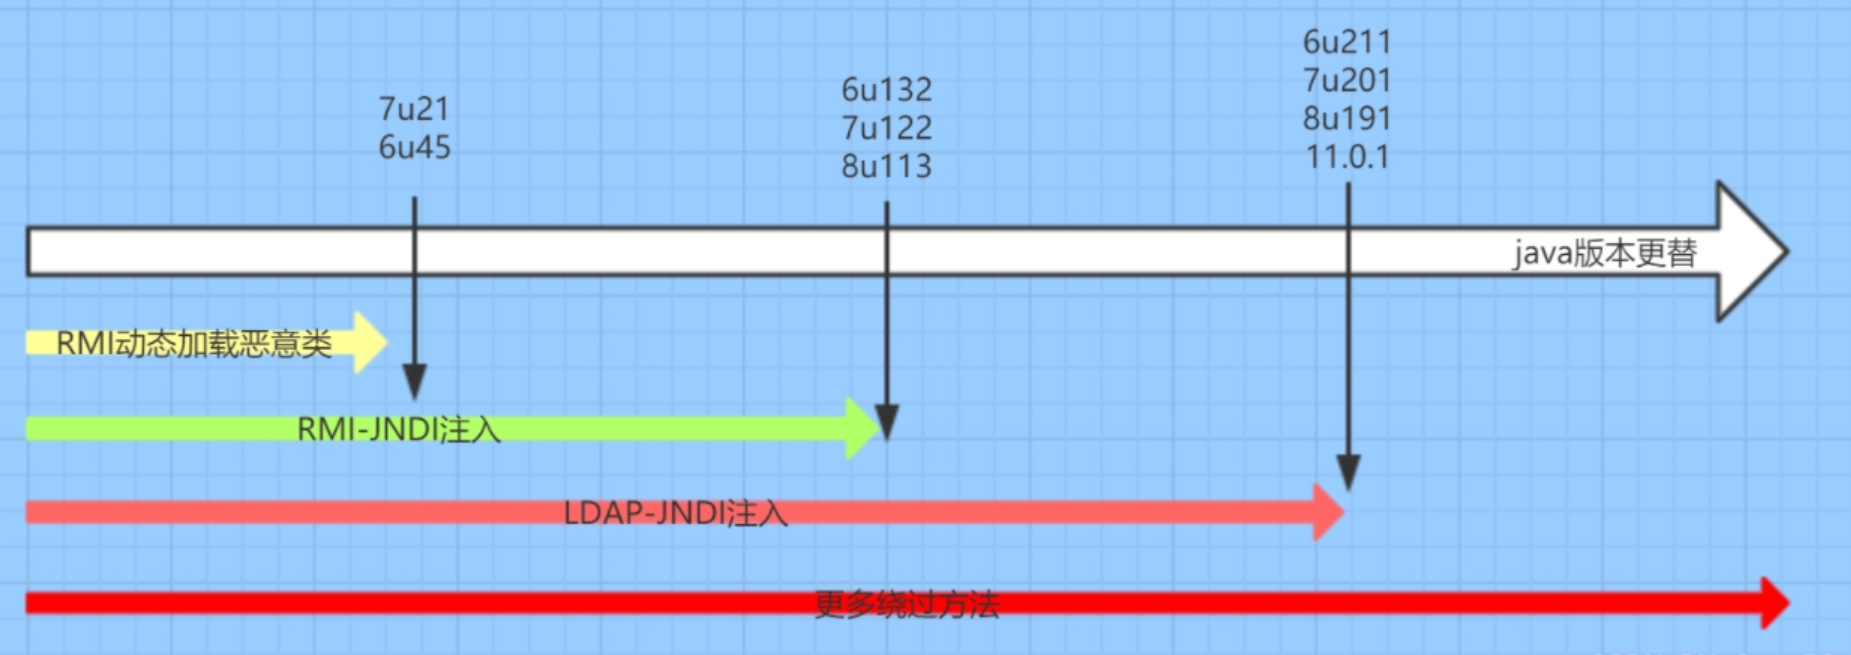 7u21
6u45
6u132
7u122
8u113
6u211
7u201
8u191
11.0.1
java版本更替
RMI动态加载恶意类
RMI-JNDI注入
LDAP-JNDI注入
更多绕过方法